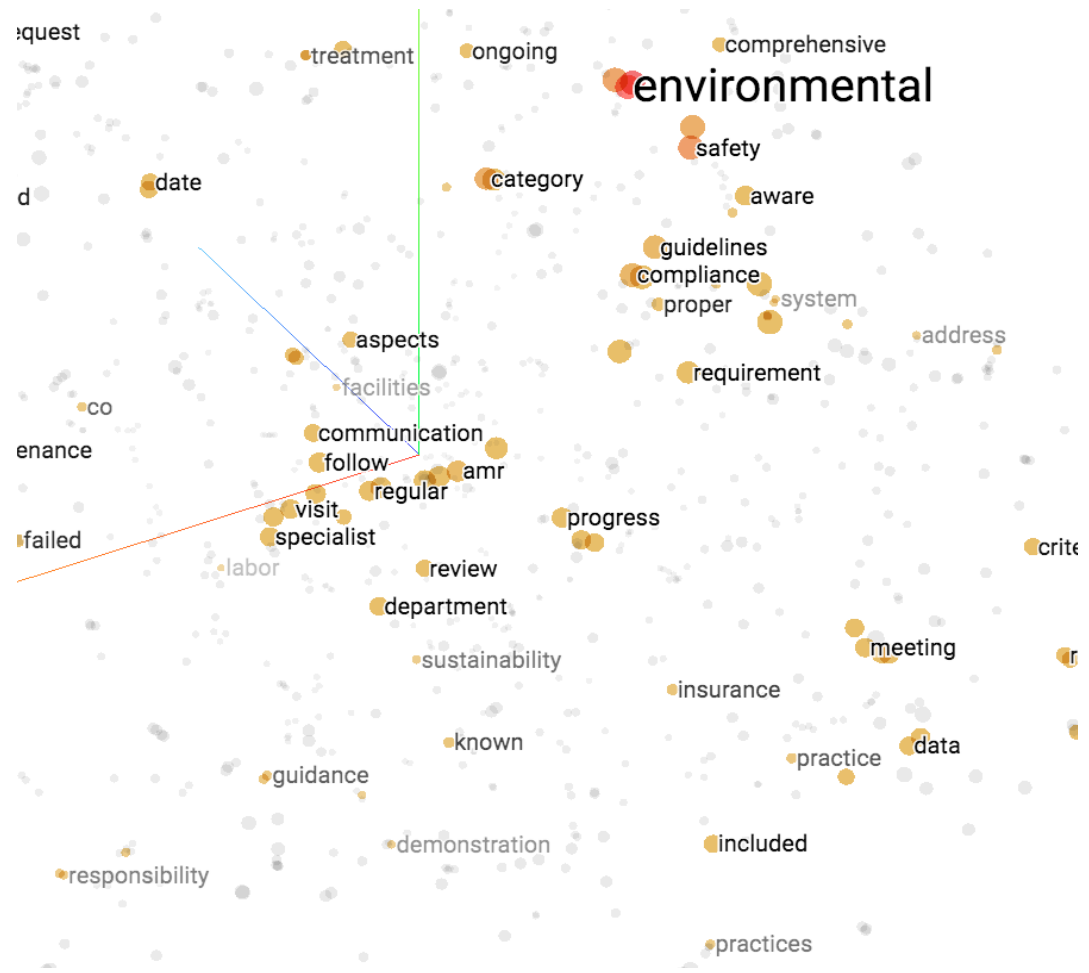 equest
treatment
ongoing
comprehensive
environmental
safety
date
category
aware
d
guidelines
compliance
system
proper
address
aspects
requirement
facilities
co
communication
enance
follow
amr
regular
visit
progress
specialist
failed
crite
labor
review
department
meeting
r
sustainability
insurance
known
data
practice
guidance
included
demonstration
responsibility
practices